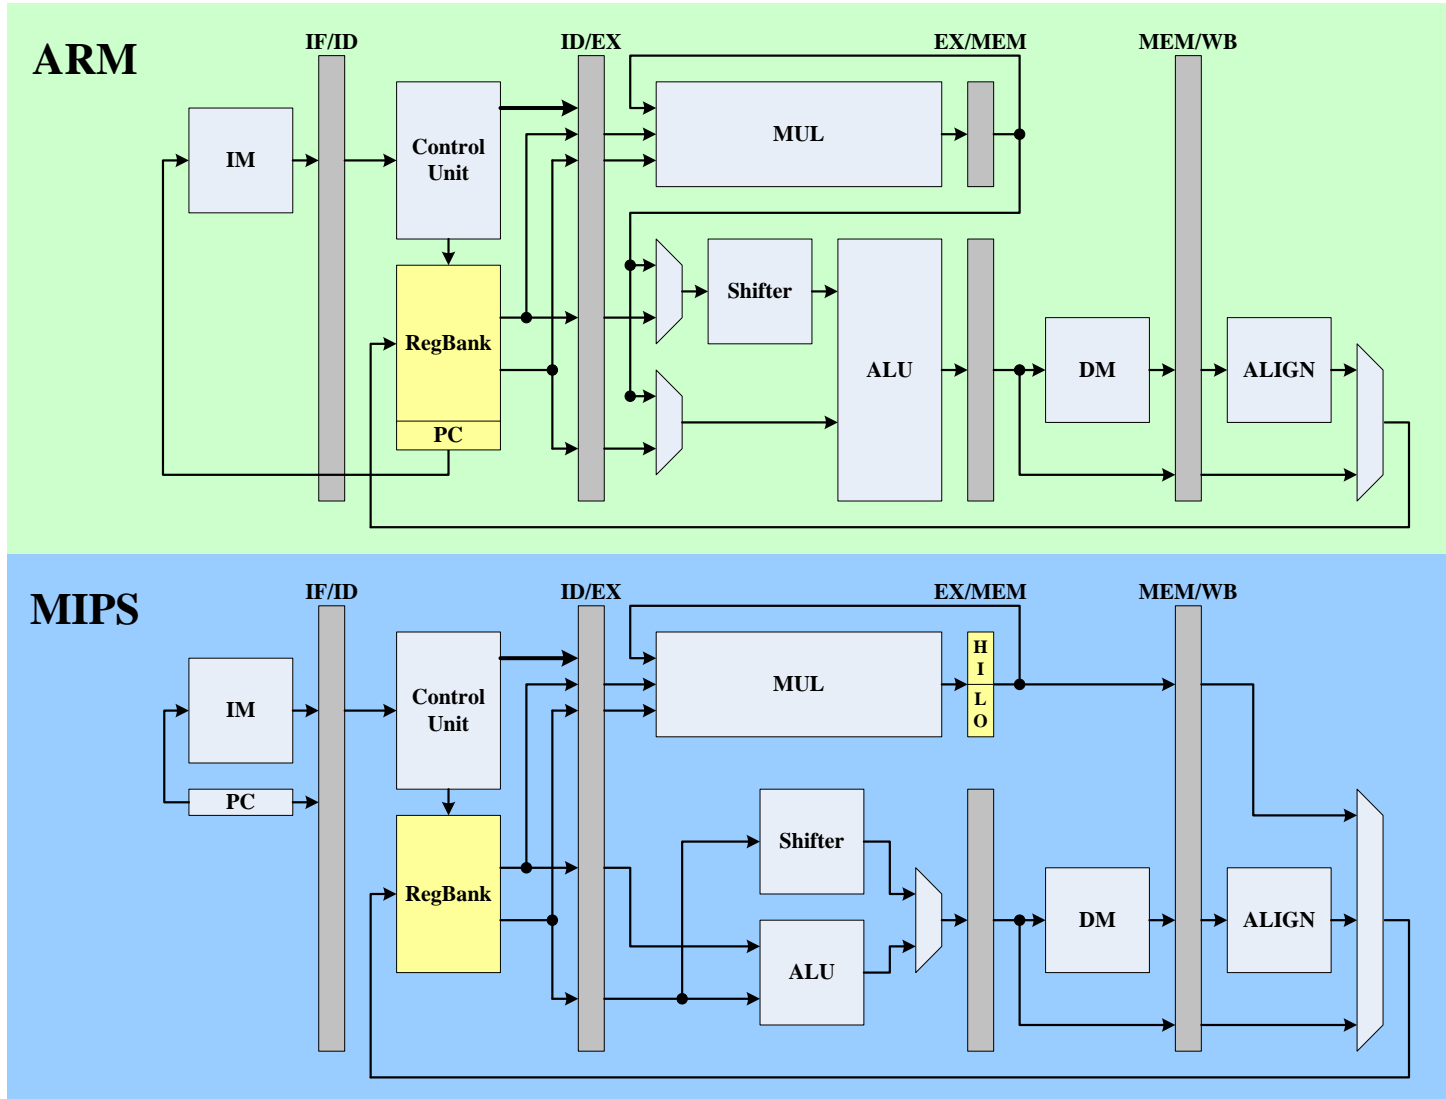 ARM
IF/ID
ID/EX
EX/MEM
MEM/WB
IM
Control
Unit
MUL
RegBank
PC
Shifter
ALU
DM
ALIGN
MIPS
IF/ID
ID/EX
EX/MEM
MEM/WB
IM
PC
Control
Unit
MUL
H
I
L
O
RegBank
Shifter
ALU
DM
ALIGN